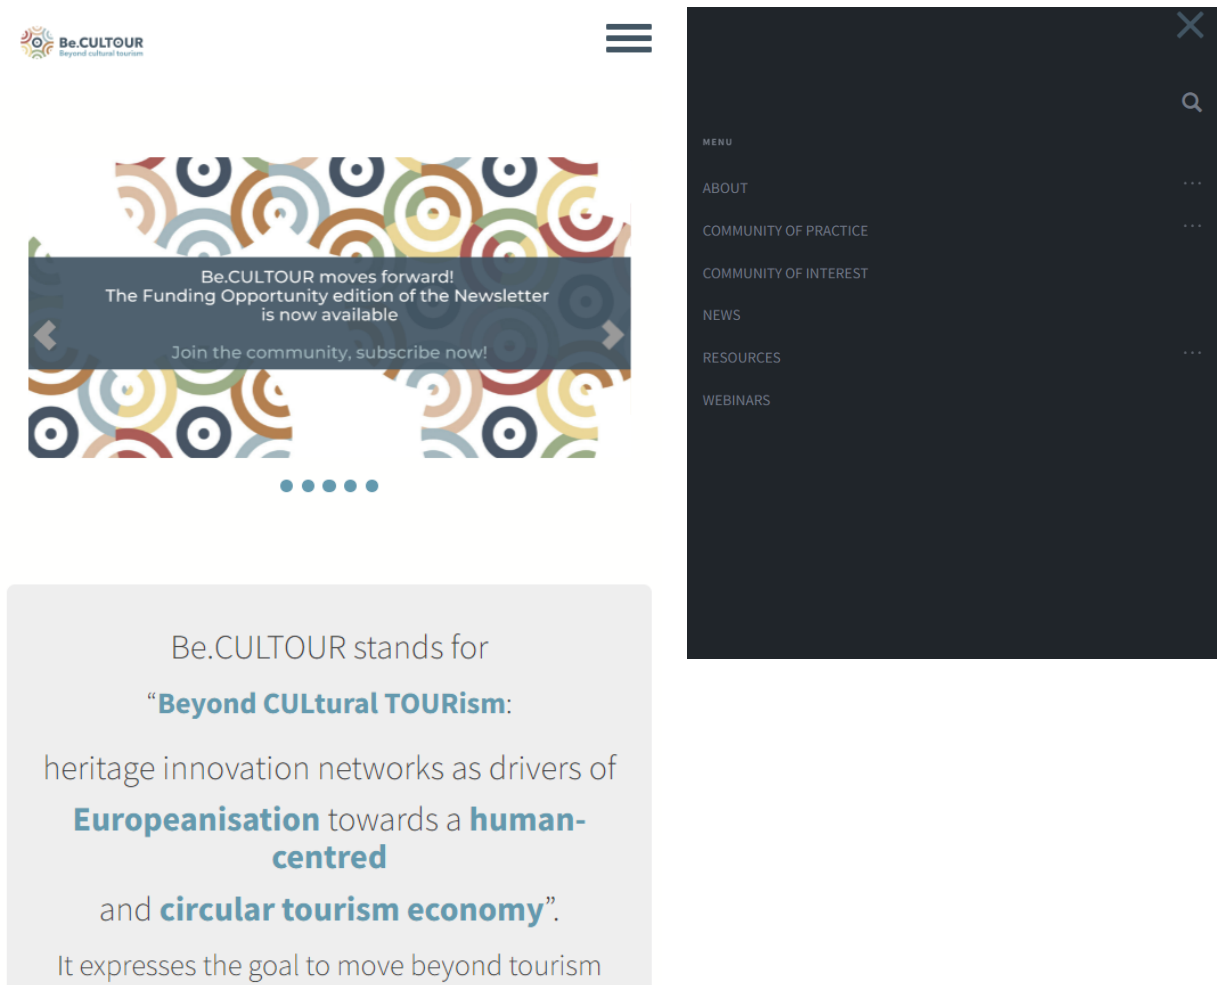 Be.CULTOUR
Beyond cultural tourism
Be.CULTOUR moves forward!
The Funding Opportunity edition of the Newsletter
is now available
Join the community, subscribe now!
Be.CULTOUR stands for
“Beyond CULtural TOURism:
heritage innovation networks as drivers of
Europeanisation towards a human-
centred
and circular tourism economy”.
It expresses the goal to move beyond tourism
MENU
ABOUT
COMMUNITY OF PRACTICE
COMMUNITY OF INTEREST
NEWS
RESOURCES
WEBINARS